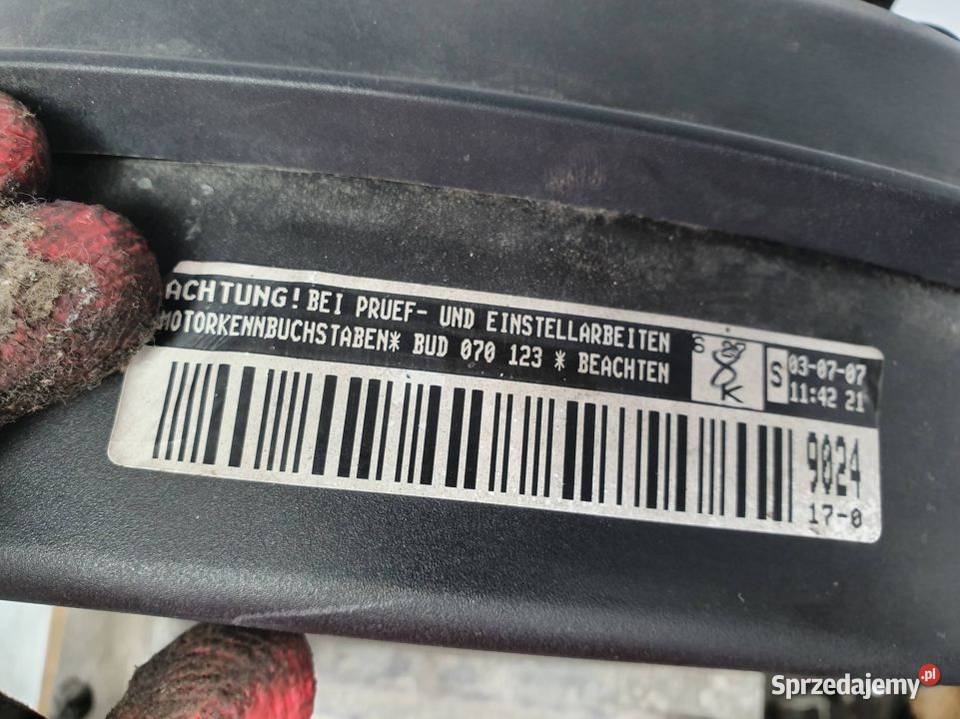 ACHTUNG! BEI PRUEF- UND EINSTELLARBEITEN
MOTORKENNBUCHSTABEN* BUD 070 123 * BEACHTEN
S
K
S
03-07-07
11:42 21
9024
17-0
Sprzedajemy.pl